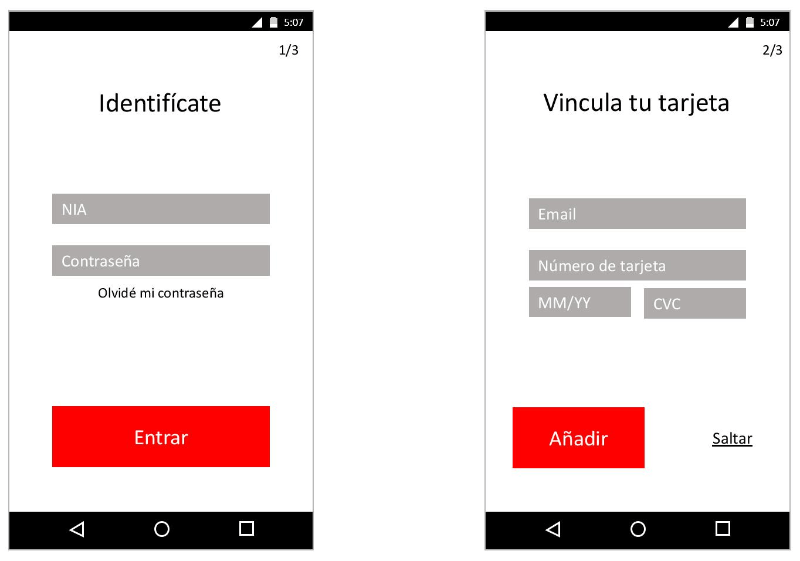 5:07
1/3
Identifícate
NIA
Contraseña
Olvidé mi contraseña
Entrar
5:07
2/3
Vincula tu tarjeta
Email
Número de tarjeta
MM/YY
CVC
Añadir
Saltar